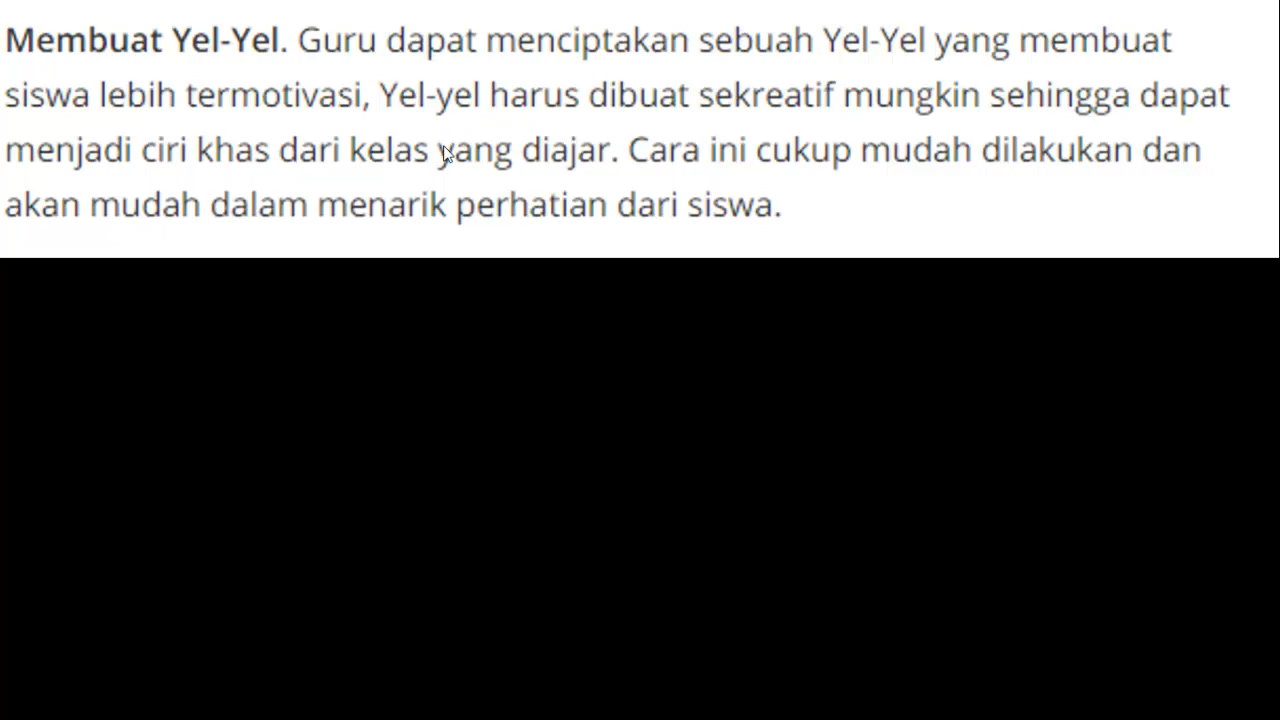 Membuat Yel-Yel. Guru dapat menciptakan sebuah Yel-Yel yang membuat
siswa lebih termotivasi, Yel-yel harus dibuat sekreatif mungkin sehingga dapat
menjadi ciri khas dari kelas yang diajar. Cara ini cukup mudah dilakukan dan
akan mudah dalam menarik perhatian dari siswa.